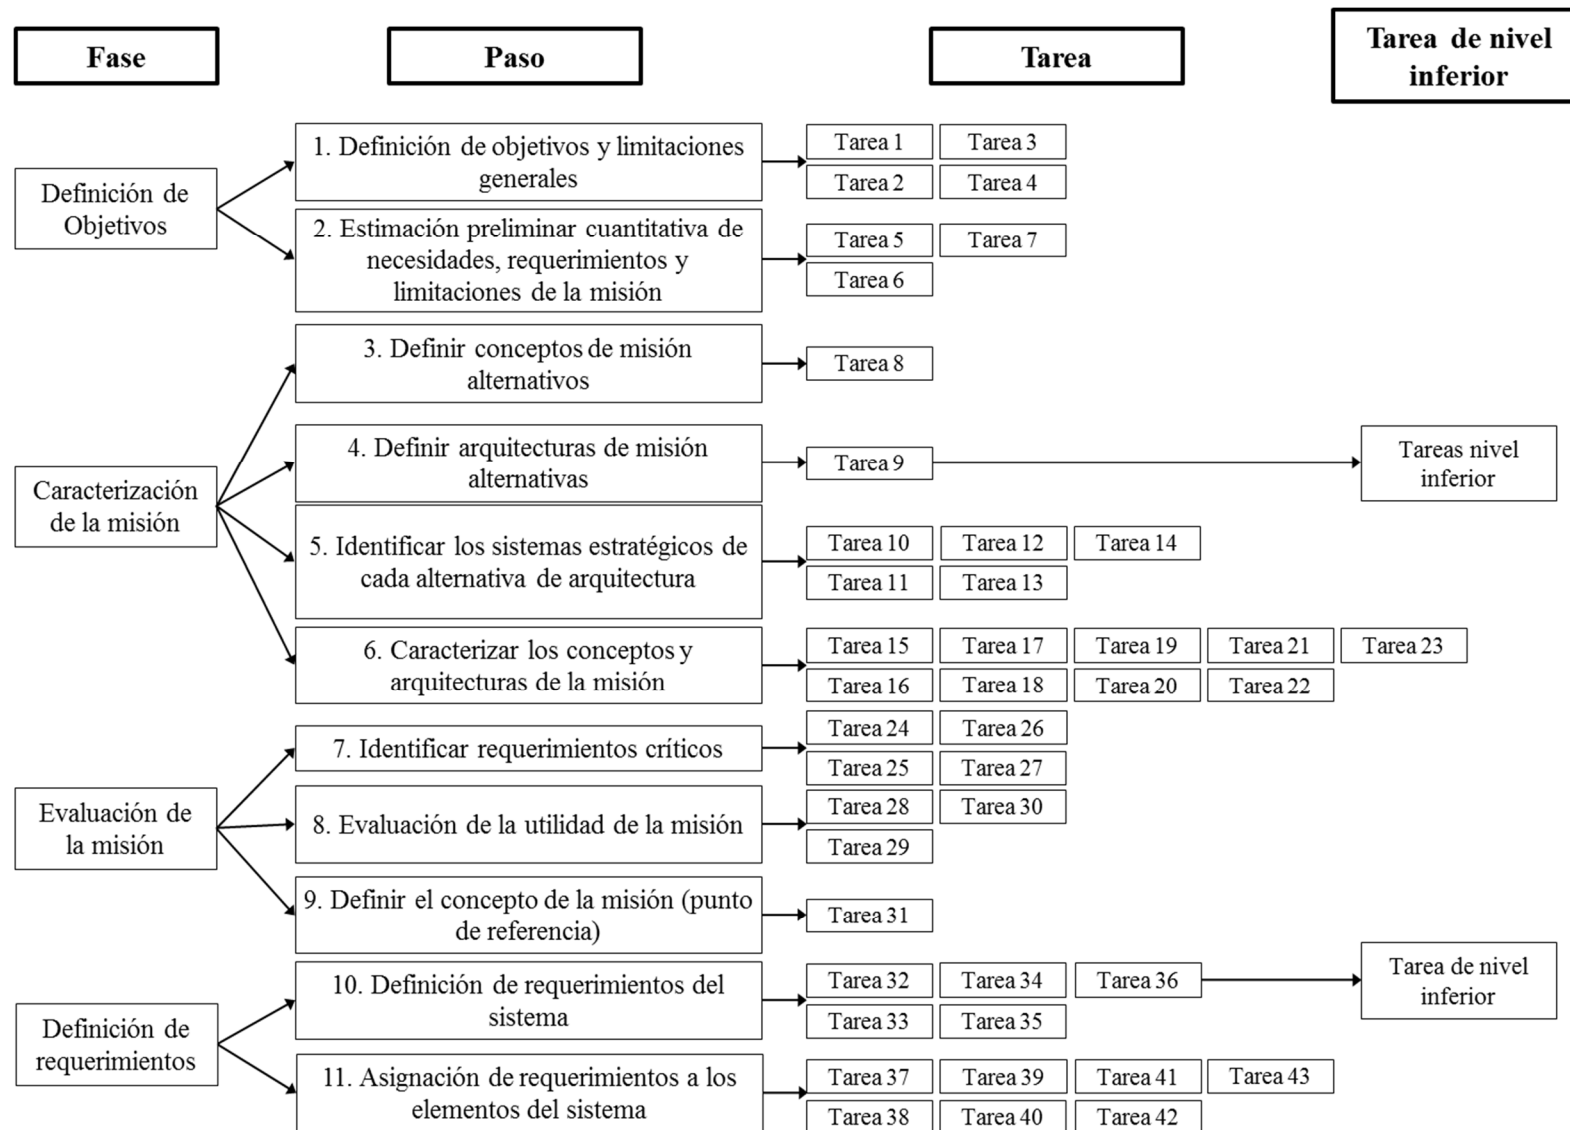 Fase
Paso
Tarea
Tarea de nivel
inferior
Definición de
Objetivos
1. Definición de objetivos y limitaciones
generales
Tarea 1
Tarea 3
Tarea 2
Tarea 4
2. Estimación preliminar cuantitativa de
necesidades, requerimientos y
limitaciones de la misión
Tarea 5
Tarea 7
Tarea 6
Caracterización
de la misión
3. Definir conceptos de misión
alternativos
Tarea 8
4. Definir arquitecturas de misión
alternativas
Tarea 9
Tareas nivel
inferior
5. Identificar los sistemas estratégicos de
cada alternativa de arquitectura
Tarea 10
Tarea 12
Tarea 14
Tarea 11
Tarea 13
6. Caracterizar los conceptos y
arquitecturas de la misión
Tarea 15
Tarea 17
Tarea 19
Tarea 21
Tarea 23
Tarea 16
Tarea 18
Tarea 20
Tarea 22
Evaluación de
la misión
7. Identificar requerimientos críticos
Tarea 24
Tarea 26
Tarea 25
Tarea 27
8. Evaluación de la utilidad de la misión
Tarea 28
Tarea 30
Tarea 29
9. Definir el concepto de la misión (punto
de referencia)
Tarea 31
Definición de
requerimientos
10. Definición de requerimientos del
sistema
Tarea 32
Tarea 34
Tarea 36
Tarea 33
Tarea 35
Tarea de nivel
inferior
11. Asignación de requerimientos a los
elementos del sistema
Tarea 37
Tarea 39
Tarea 41
Tarea 43
Tarea 38
Tarea 40
Tarea 42